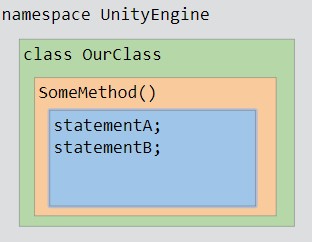 namespace UnityEngine
class OurClass
SomeMethod()
statementA;
statementB;